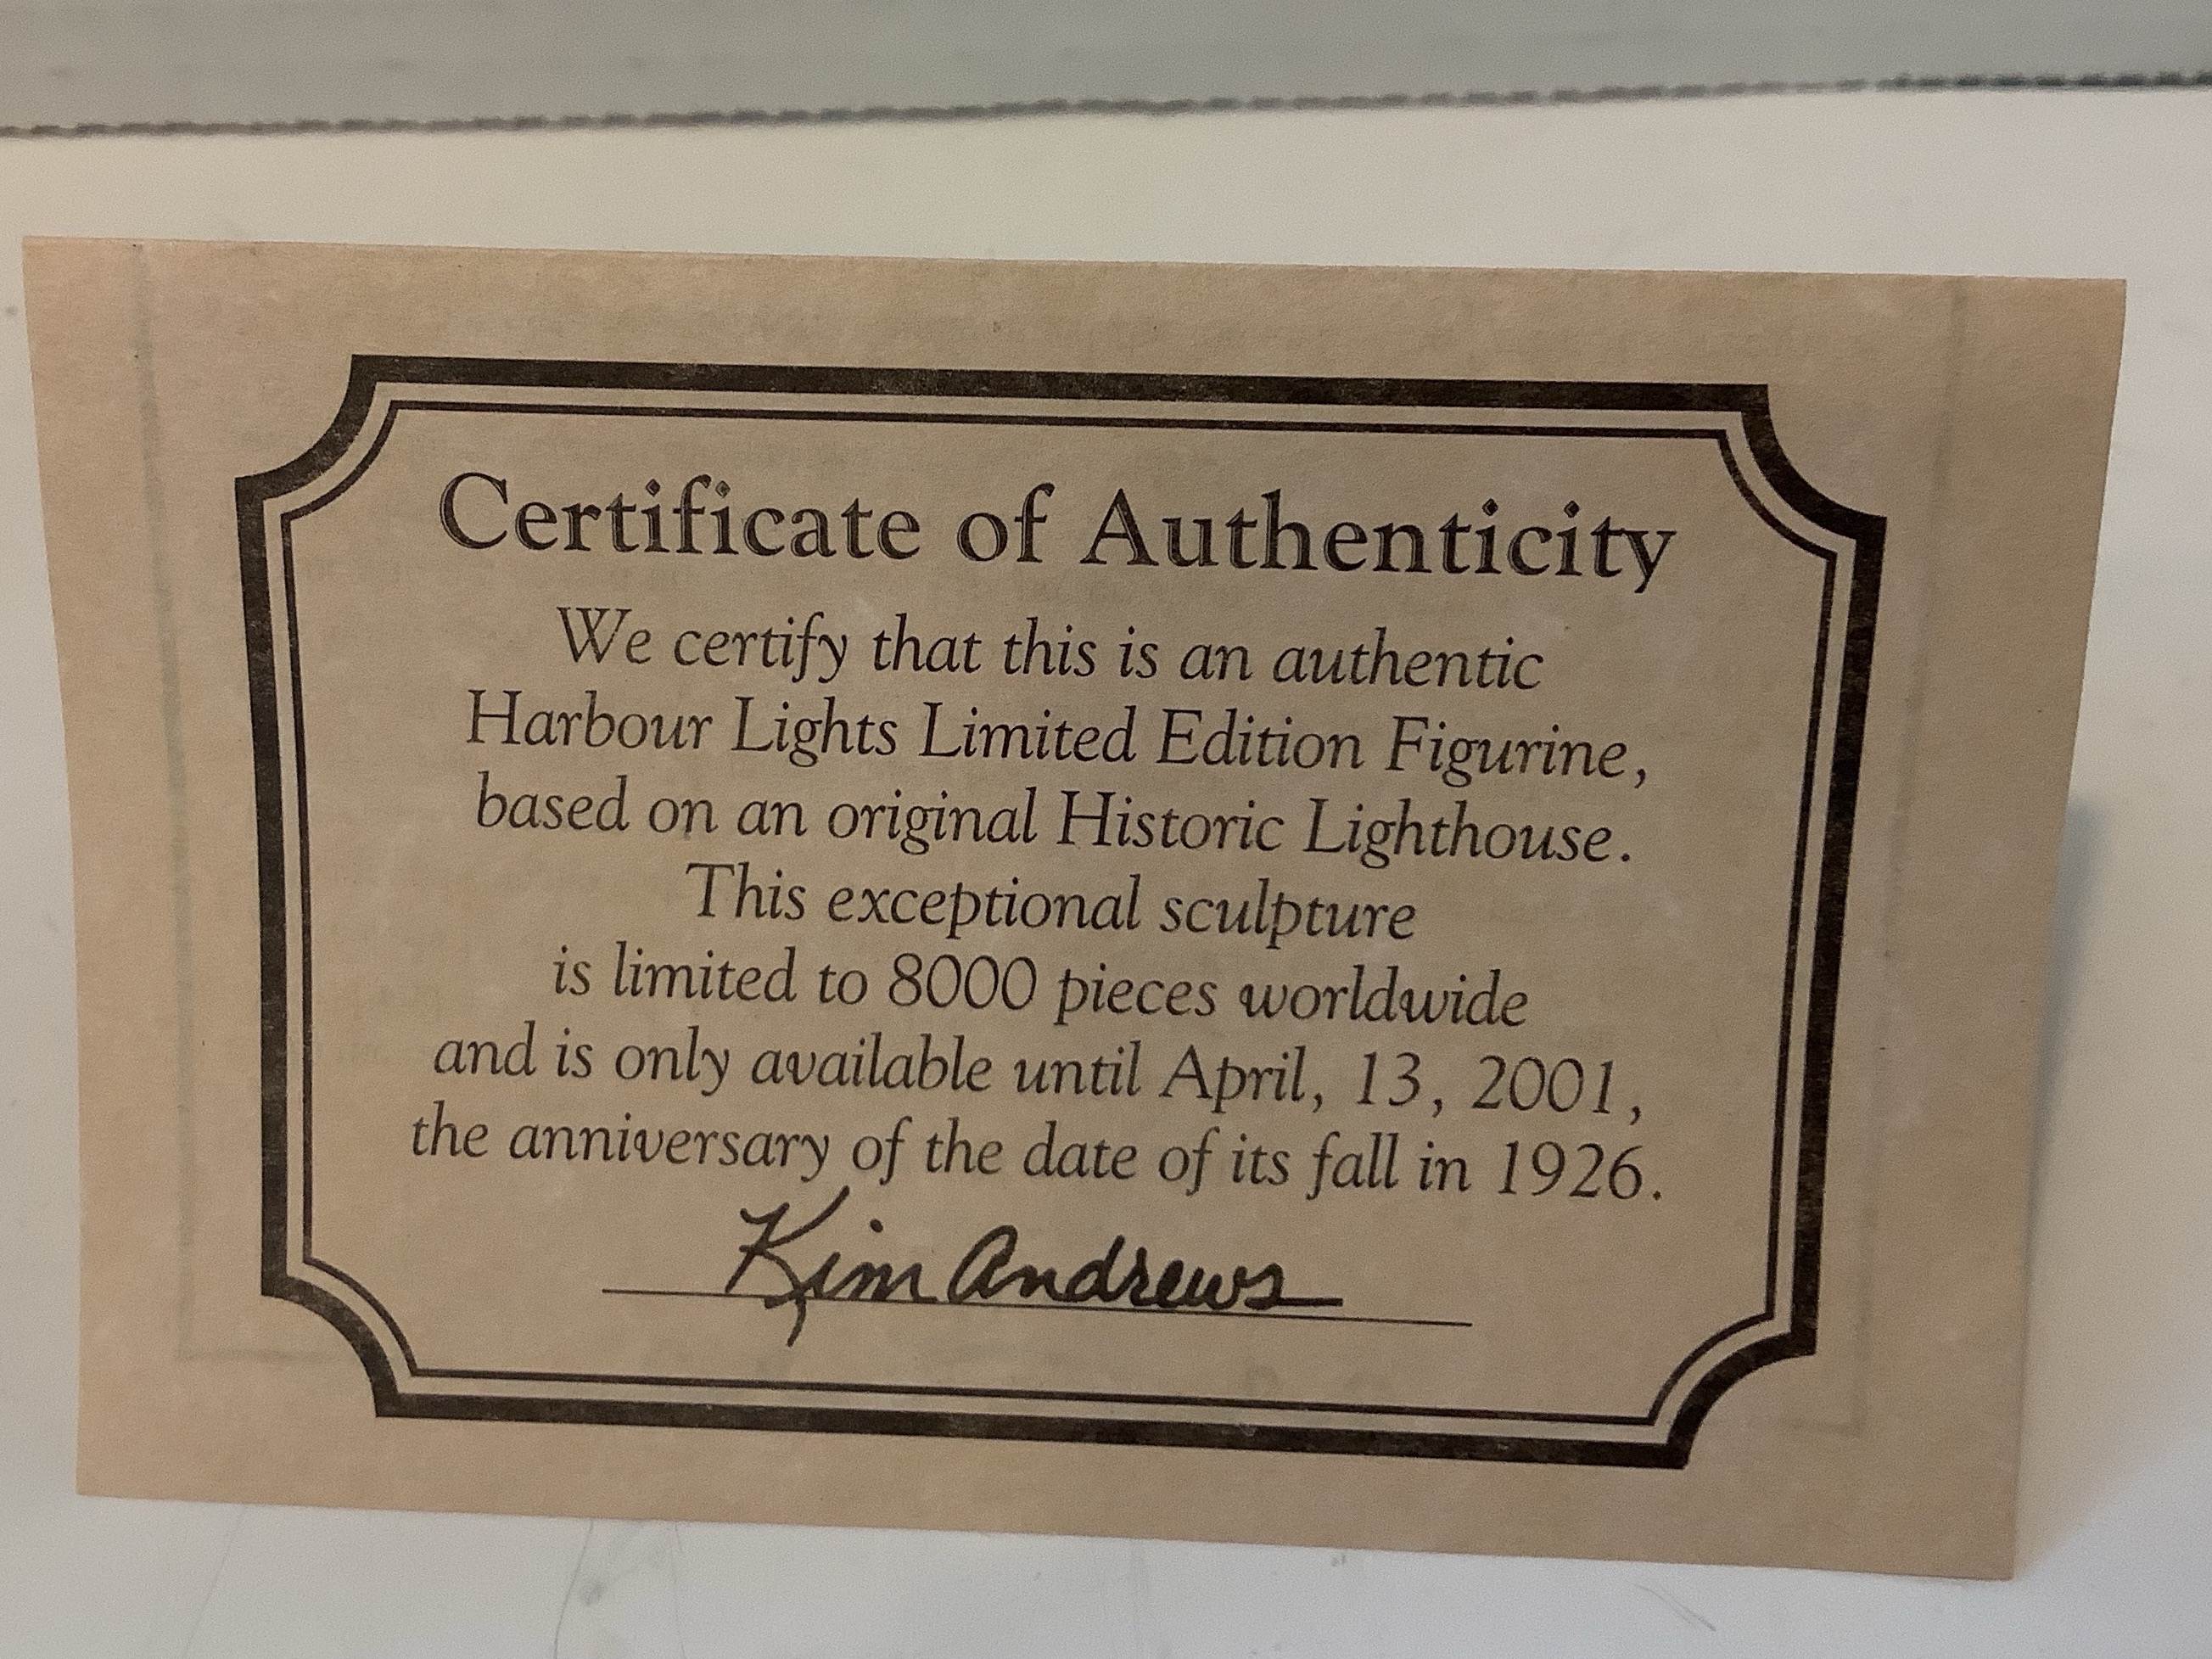 Certificate of Authenticity
We certify that this is an authentic
Harbour Lights Limited Edition Figurine,
based on an original Historic Lighthouse.
This exceptional sculpture
is limited to 8000 pieces worldwide
and is only available until April, 13, 2001,
the anniversary of the date of its fall in 1926.
Kim Andrews